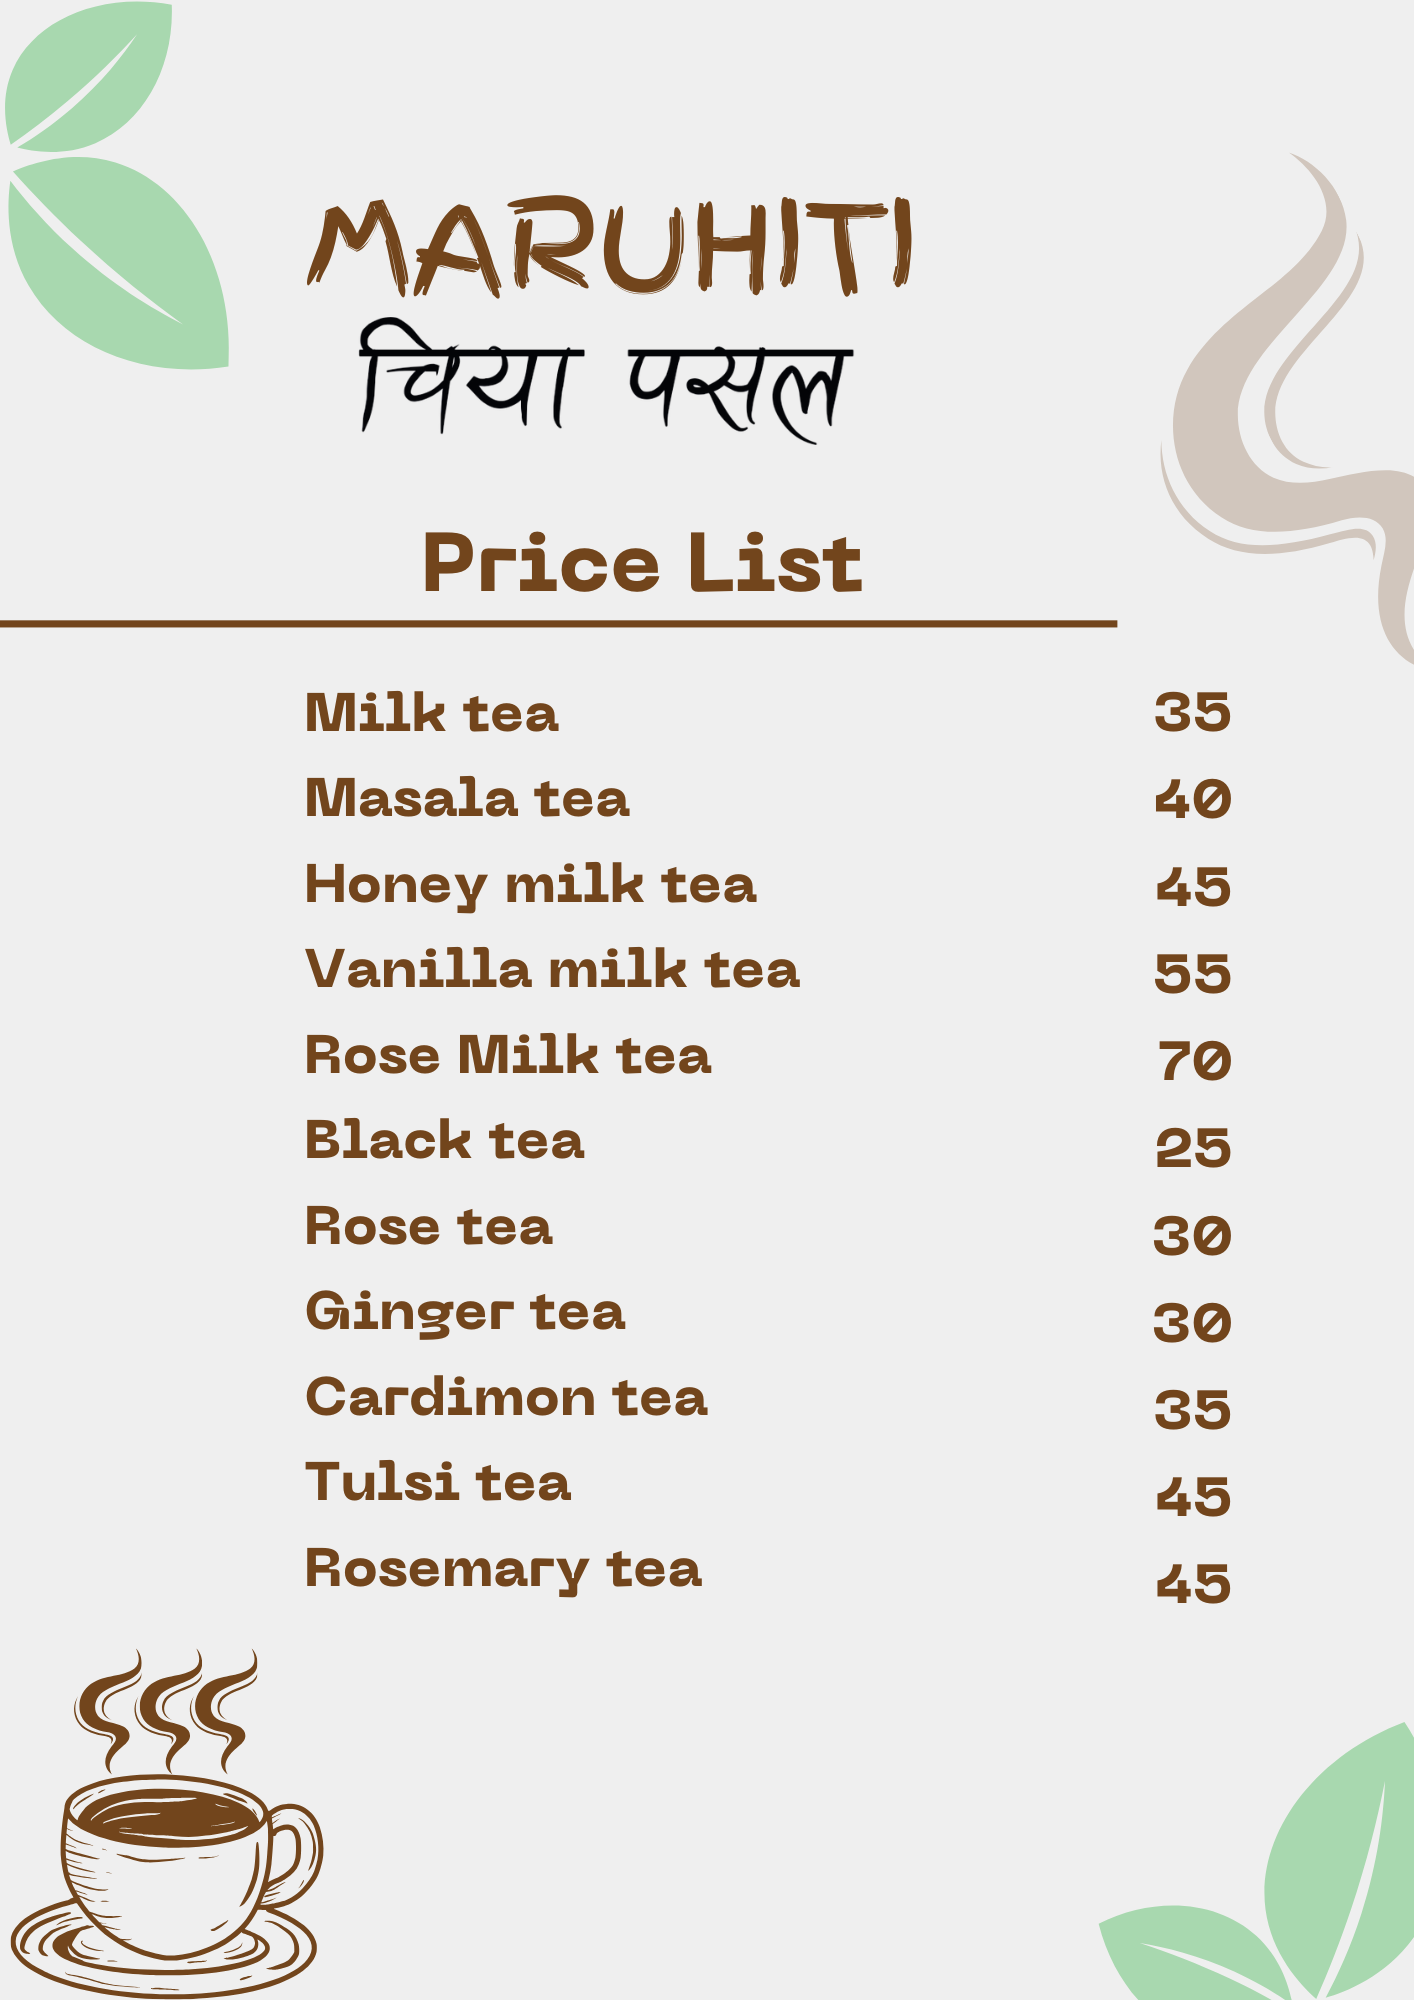 MARUHITI
चिया पसल
Price List
Milk tea 35
Masala tea 40
Honey milk tea 45
Vanilla milk tea 55
Rose Milk tea 70
Black tea 25
Rose tea 30
Ginger tea 30
Cardimon tea 35
Tulsi tea 45
Rosemary tea 45